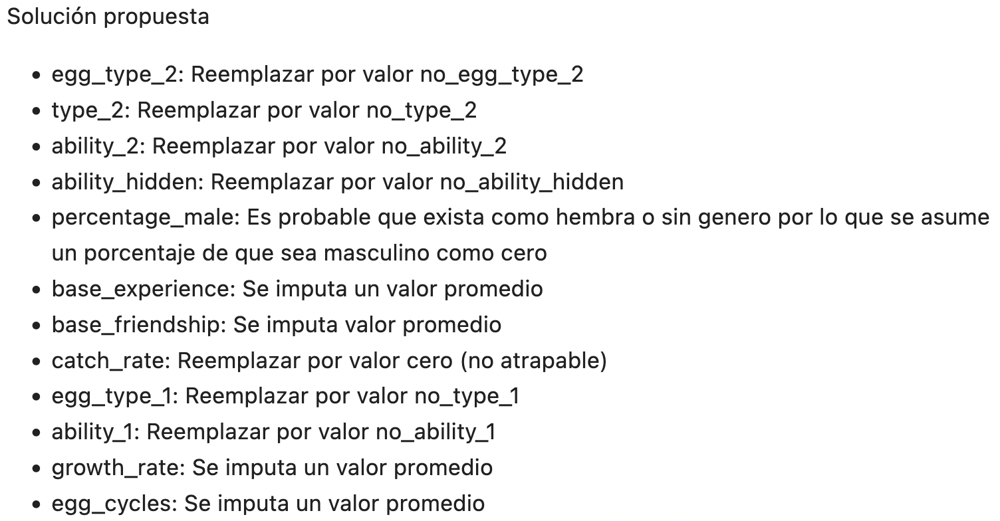 Solución propuesta
• egg_type_2: Reemplazar por valor no_egg_type_2
• type_2: Reemplazar por valor no_type_2
• ability_2: Reemplazar por valor no_ability_2
• ability_hidden: Reemplazar por valor no_ability_hidden
• percentage_male: Es probable que exista como hembra o sin genero por lo que se asume
un porcentaje de que sea masculino como cero
• base_experience: Se imputa un valor promedio
• base_friendship: Se imputa valor promedio
• catch_rate: Reemplazar por valor cero (no atrapable)
• egg_type_1: Reemplazar por valor no_type_1
• ability_1: Reemplazar por valor no_ability_1
• growth_rate: Se imputa un valor promedio
• egg_cycles: Se imputa un valor promedio